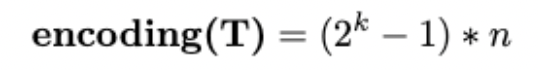 encoding(T) = (2^k − 1) * n